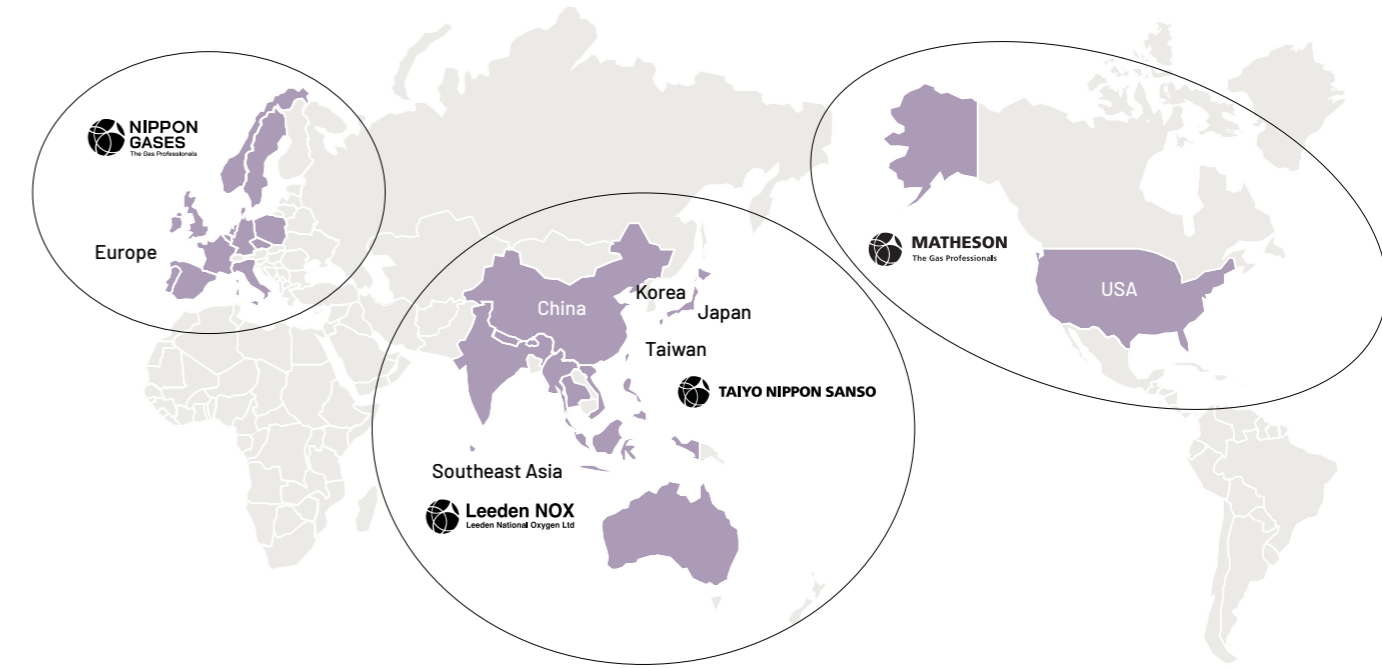 NIPPON
GASES
The Gas Professionals
Europe
MATHESON
The Gas Professionals
USA
China
Korea
Japan
Taiwan
TAIYO NIPPON SANSO
Southeast Asia
Leeden NOX
Leeden National Oxygen Ltd